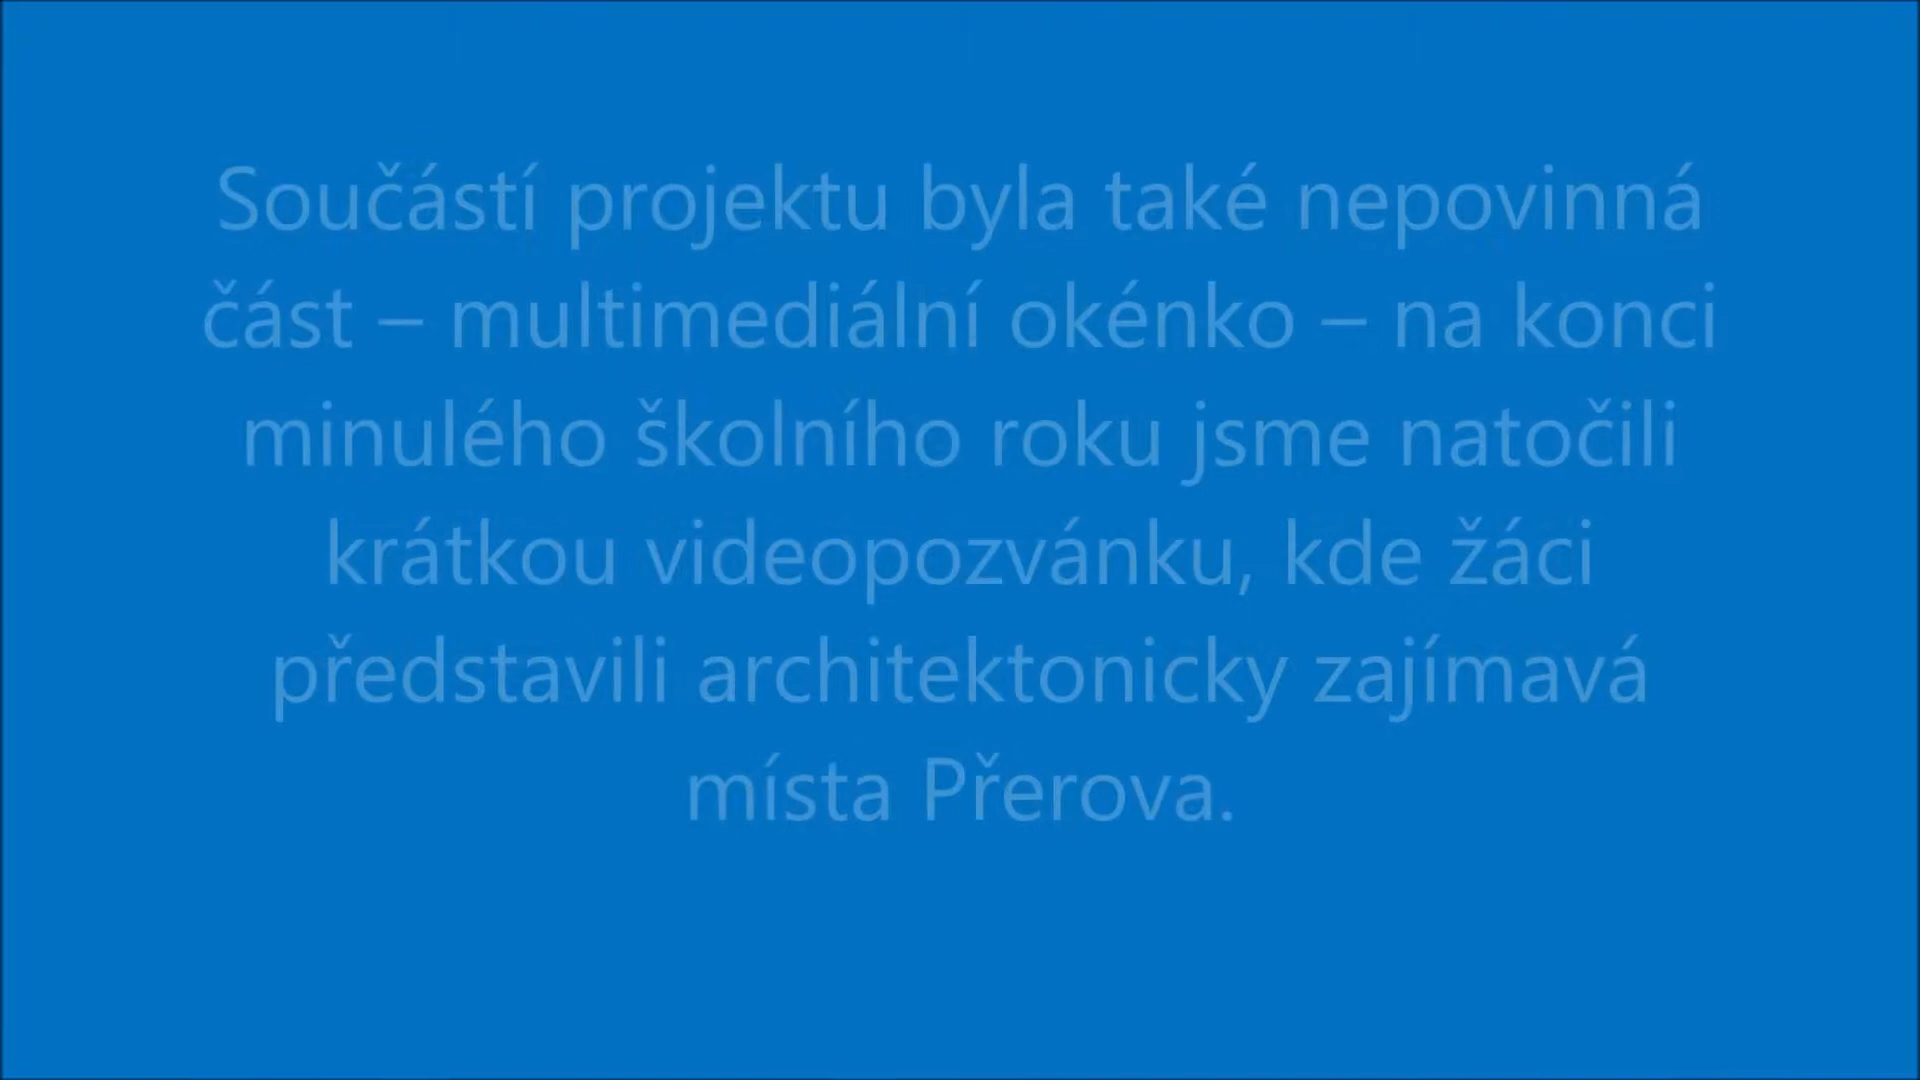 Součástí projektu byla také nepovinná
část – multimediální okénko – na konci
minulého školního roku jsme natočili
krátkou videopozvánku, kde žáci
představili architektonicky zajímavá
místa Přerova.